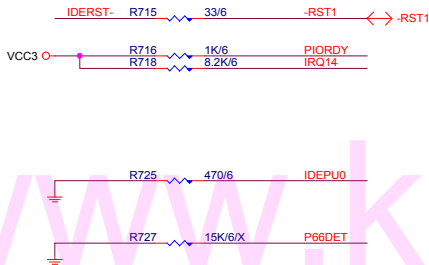 IDERST- R715 33/6 -RST1 -RST1
VCC3 R716 1K/6 PIORDY
R718 8.2K/6 IRQ14
R725 470/6 IDEPU0
R727 15K/6/X P66DET
ww.k